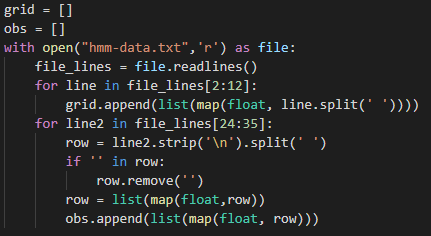 grid = []
obs = []
with open("hmm-data.txt",'r') as file:
    file_lines = file.readlines()
    for line in file_lines[2:12]:
        grid.append(list(map(float, line.split(' '))))
    for line2 in file_lines[24:35]:
        row = line2.strip('\n').split(' ')
        if '' in row:
            row.remove('')
        row = list(map(float,row))
        obs.append(list(map(float, row)))